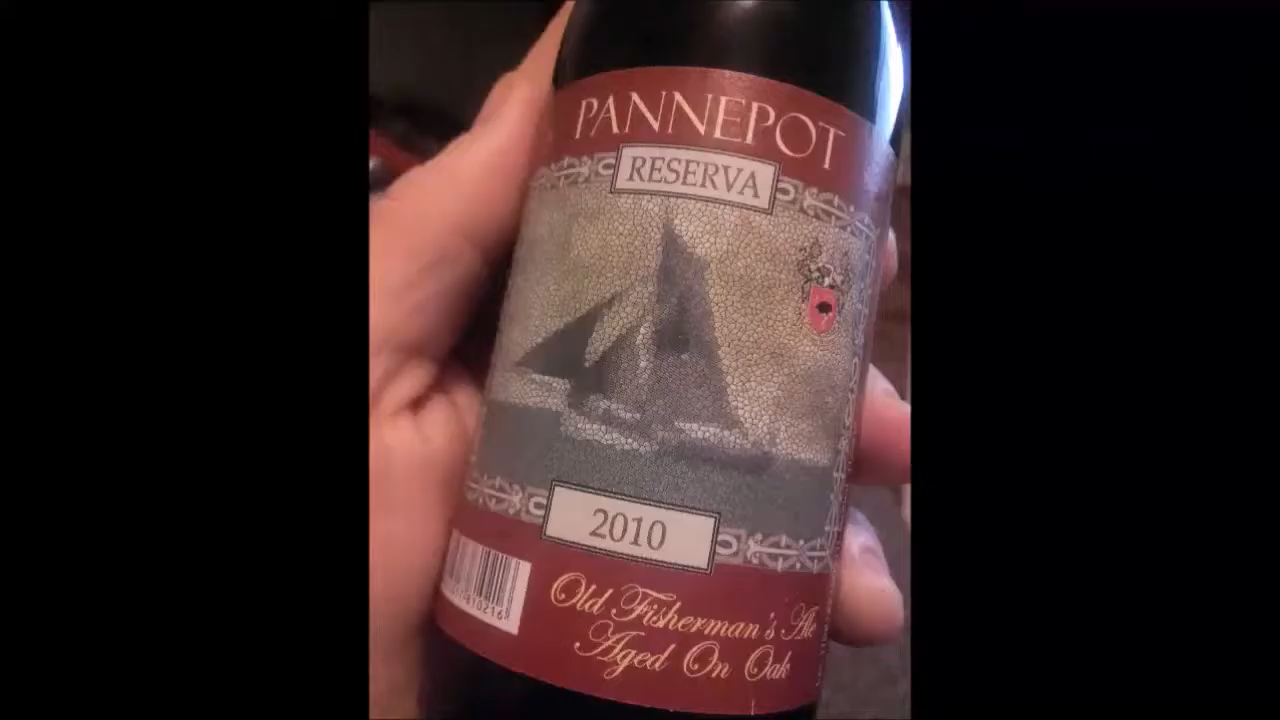 PANNEPOT
RESERVA
2010
Old Fisherman's Ale
Aged On Oak